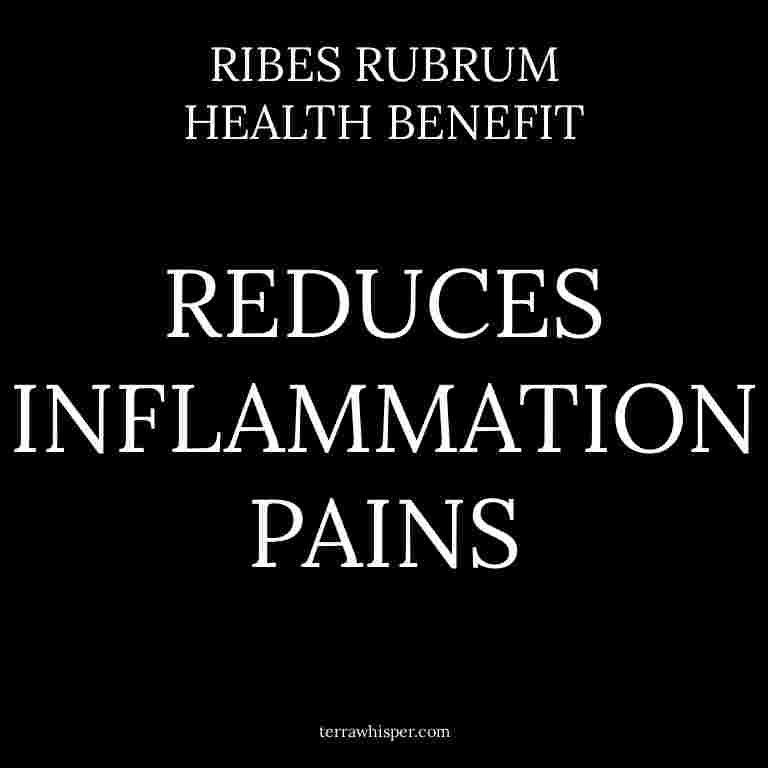 RIBES RUBRUM
HEALTH BENEFIT
REDUCES
INFLAMMATION
PAINS
terrawhisper.com